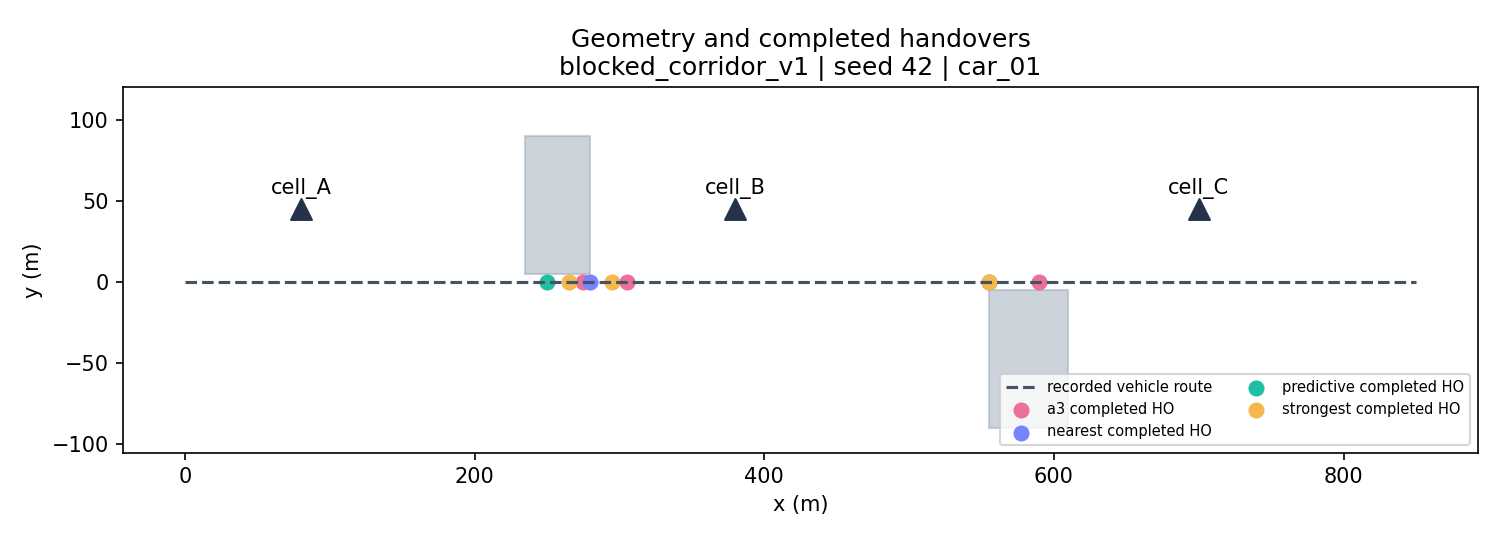 Geometry and completed handovers
blocked_corridor_v1 | seed 42 | car_01
100
50
0
−50
−100
y (m)
cell_A
cell_B
cell_C
recorded vehicle route
a3 completed HO
nearest completed HO
predictive completed HO
strongest completed HO
0
200
400
600
800
x (m)